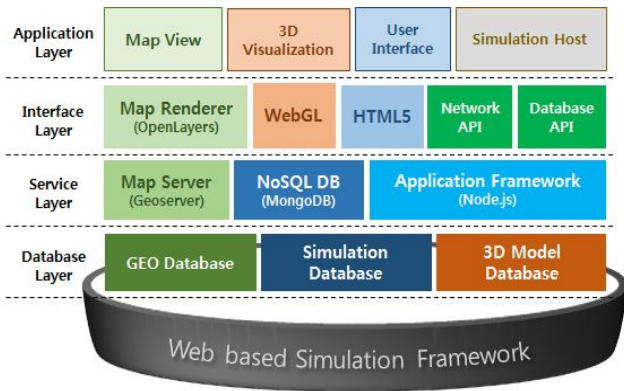 Application
Layer
Map View
3D
Visualization
User
Interface
Simulation Host
Interface
Layer
Map Renderer
(OpenLayers)
WebGL
HTML5
Network
API
Database
API
Service
Layer
Map Server
(Geoserver)
NoSQL DB
(MongoDB)
Application Framework
(Node.js)
Database
Layer
GEO Database
Simulation
Database
3D Model
Database
Web based Simulation Framework